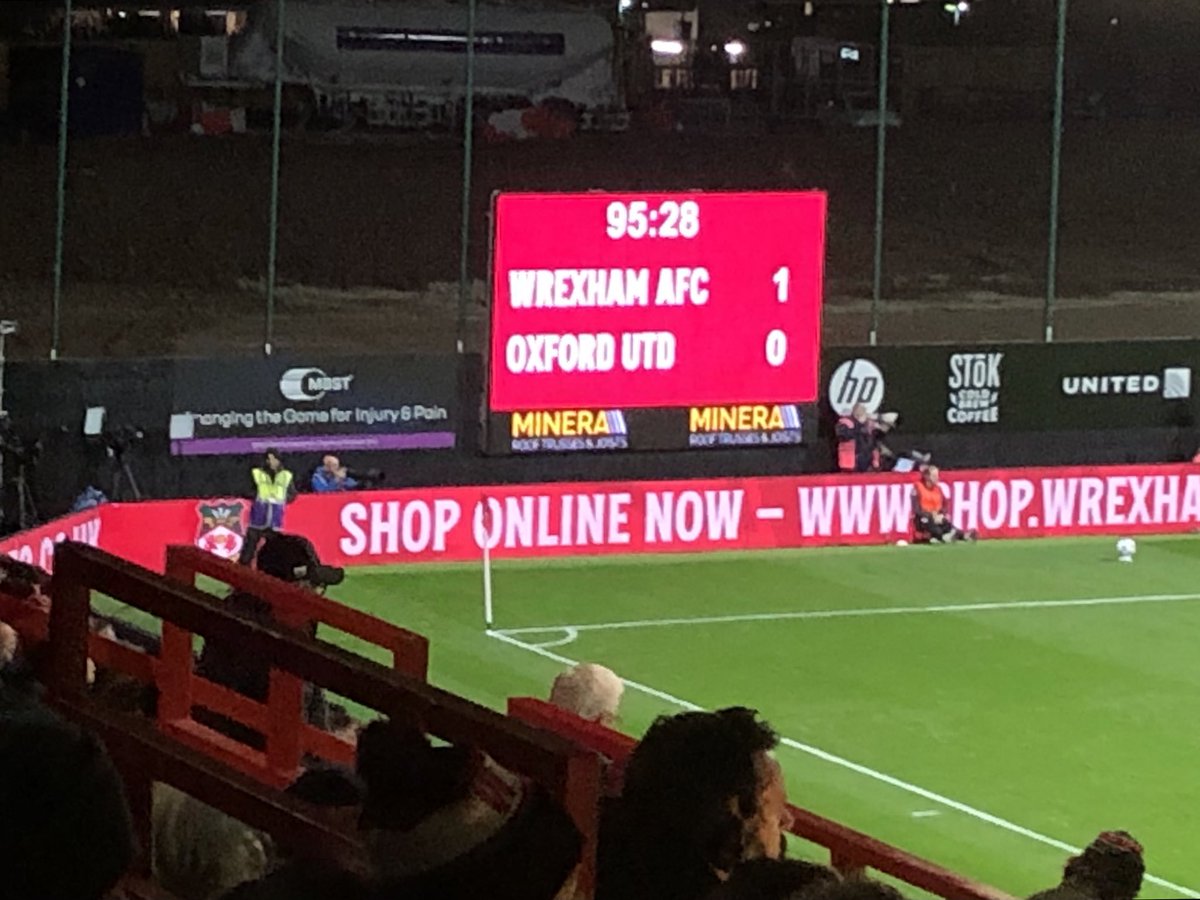 95:28
WREXHAM AFC 1
OXFORD UTD 0
MBST
hanging the Game for Injury & Pain
MINERA
ROOF TRUSSES & JOISTS
MINERA
ROOF TRUSSES & JOISTS
hp
STōK
COLD
BREW
COFFEE
UNITED
SHOP ONLINE NOW – WWW SHOP.WREXHA